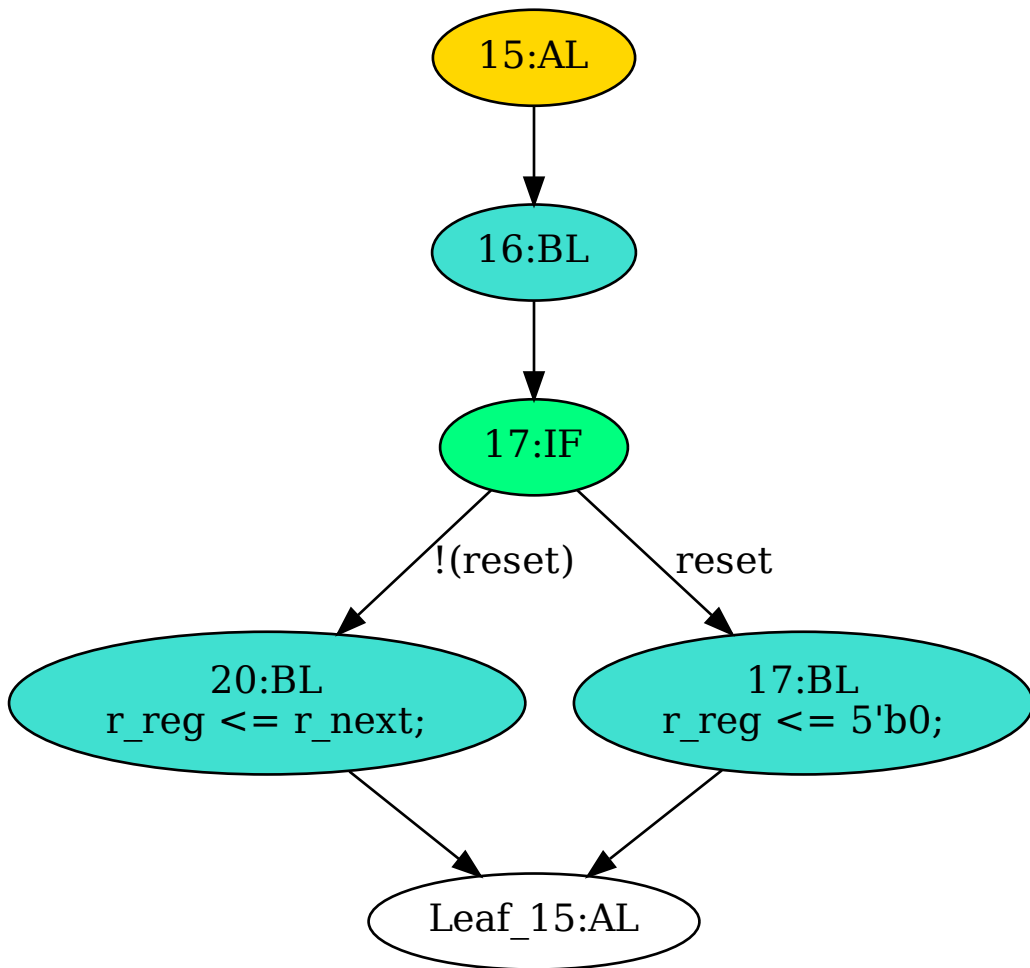 15:AL
16:BL
17:IF
!(reset)
reset
20:BL
r_reg <= r_next;
17:BL
r_reg <= 5'b0;
Leaf_15:AL